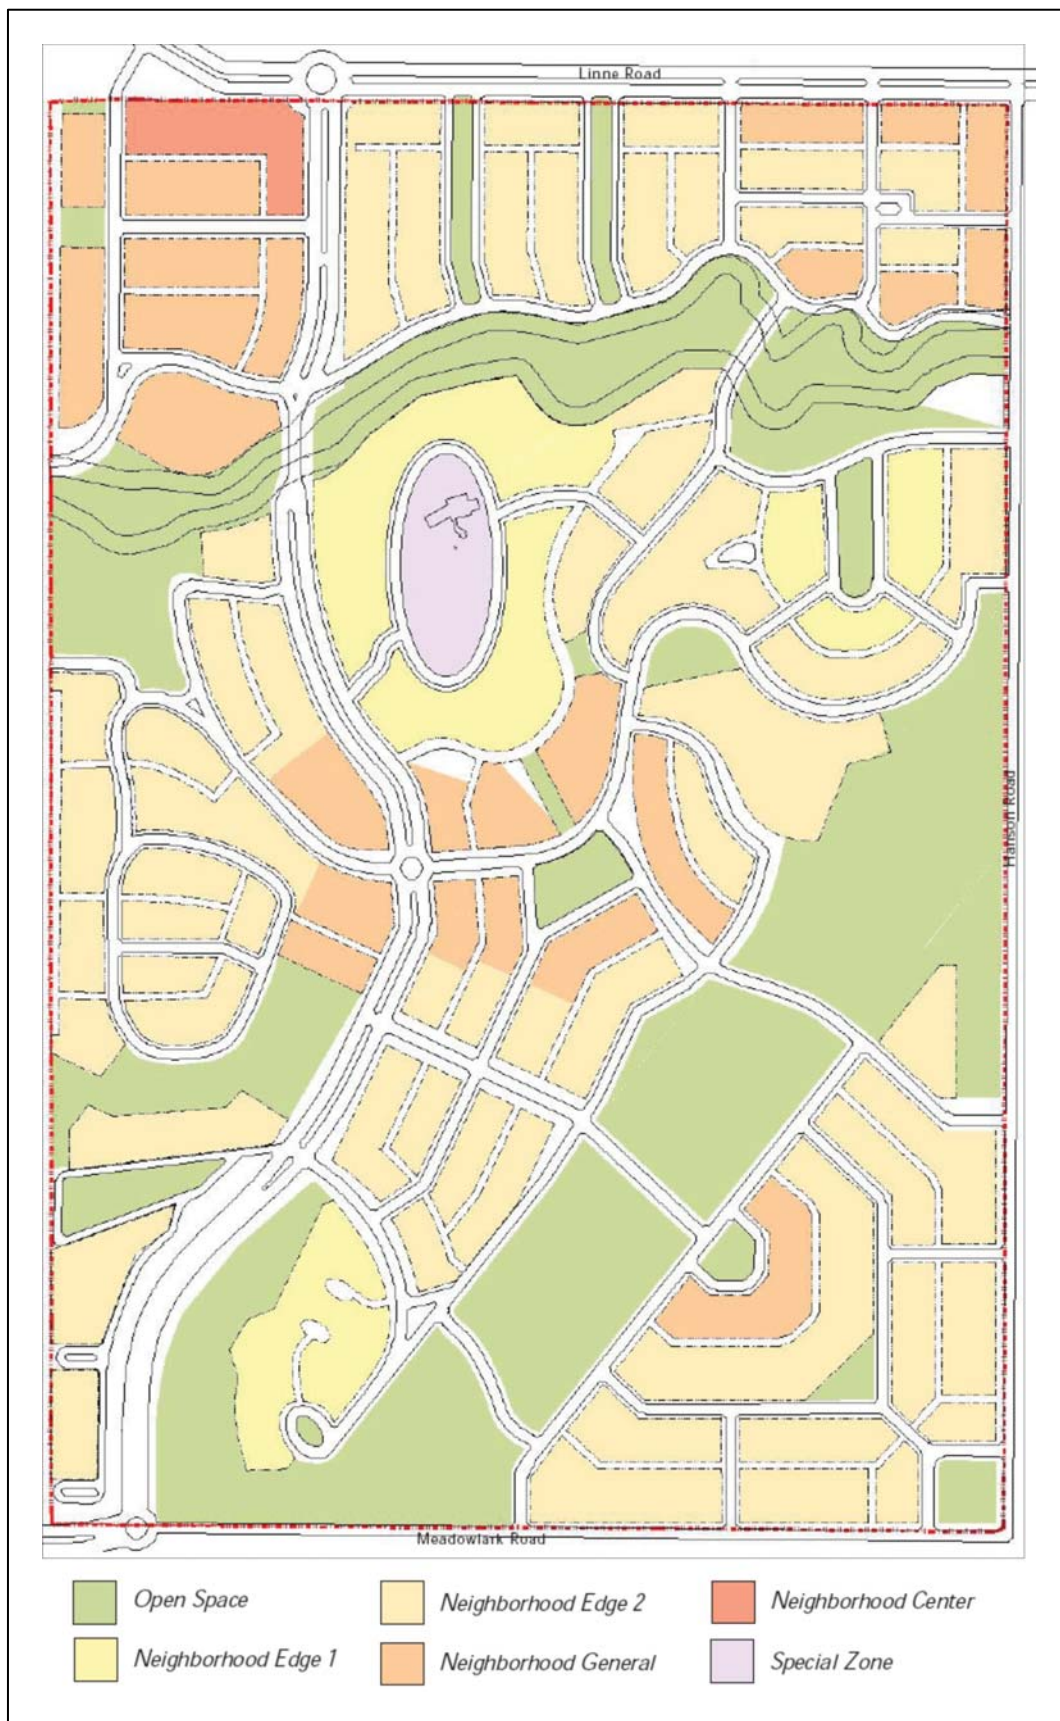 Linne Road
Hanson Road
Meadowlark Road
Open Space
Neighborhood Edge 2
Neighborhood Center
Neighborhood Edge 1
Neighborhood General
Special Zone